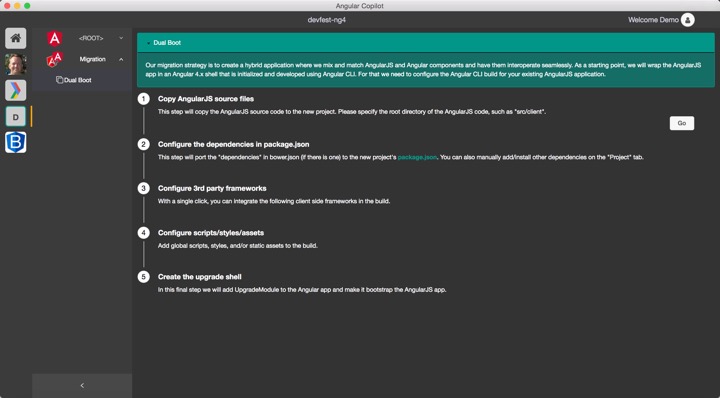 Angular Copilot
devfest-ng4
Welcome Demo
<ROOT>
Migration
Dual Boot
D
B
A
Dual Boot
Our migration strategy is to create a hybrid application where we mix and match AngularJS and Angular components and have them interoperate seamlessly. As a starting point, we will wrap the AngularJS
app in an Angular 4.x shell that is initialized and developed using Angular CLI. For that we need to configure the Angular CLI build for your existing AngularJS application.
1 Copy AngularJS source files
This step will copy the AngularJS source code to the new project. Please specify the root directory of the AngularJS code, such as "src/client".
Go
2 Configure the dependencies in package.json
This step will port the "dependencies" in bower.json (if there is one) to the new project's package.json. You can also manually add/install other dependencies on the "Project" tab.
3 Configure 3rd party frameworks
With a single click, you can integrate the following client side frameworks in the build.
4 Configure scripts/styles/assets
Add global scripts, styles, and/or static assets to the build.
5 Create the upgrade shell
In this final step we will add UpgradeModule to the Angular app and make it bootstrap the AngularJS app.